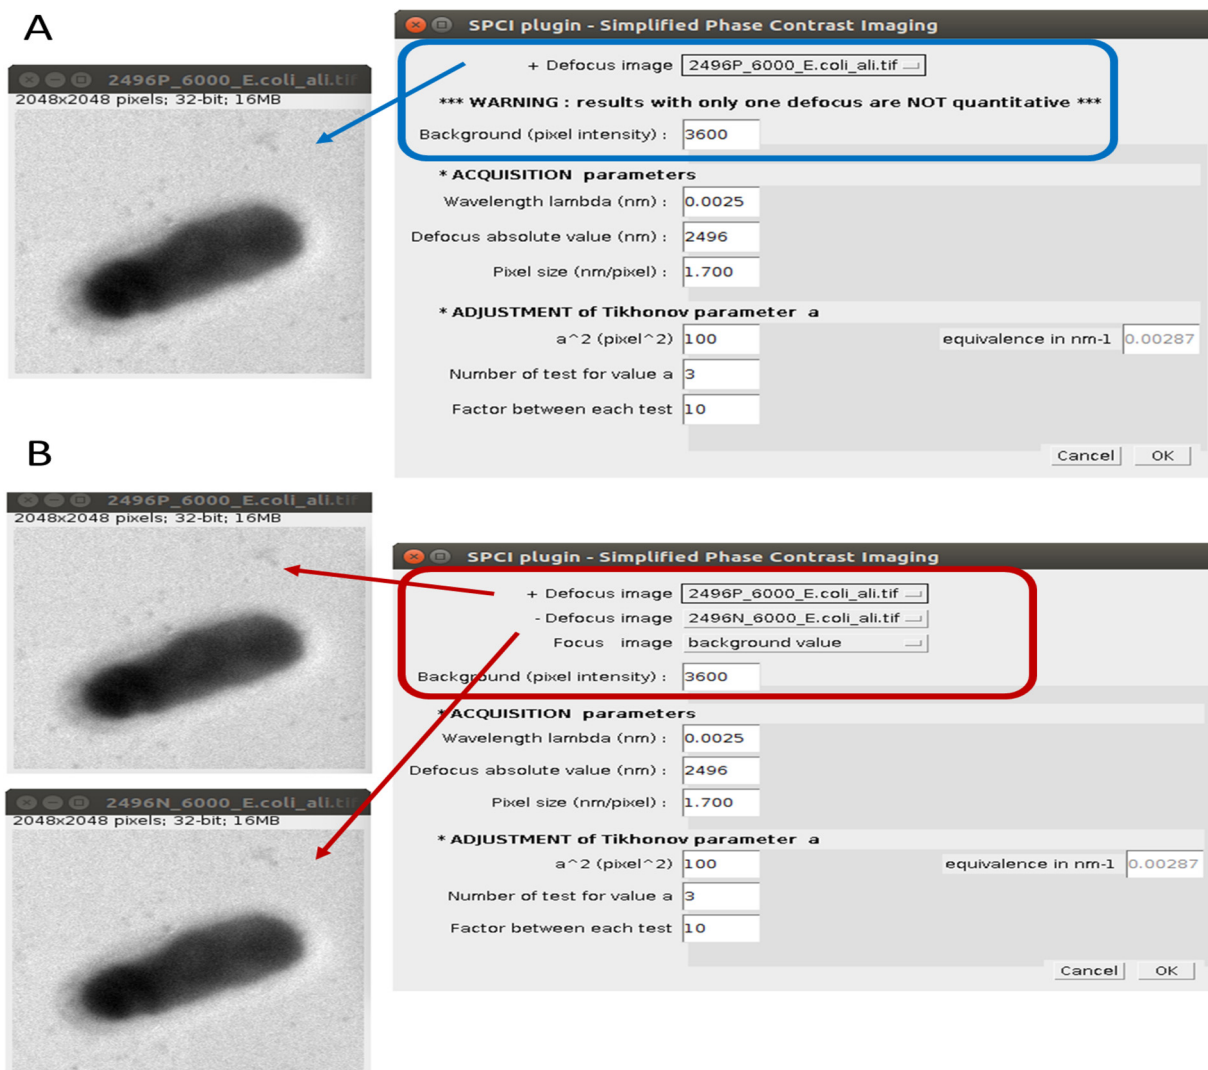 A
2496P_6000_E.coli_ali.tif
2048x2048 pixels; 32-bit; 16MB
SPCI plugin - Simplified Phase Contrast Imaging
+ Defocus image 2496P_6000_E.coli_ali.tif
*** WARNING : results with only one defocus are NOT quantitative ***
Background (pixel intensity) : 3600
* ACQUISITION parameters
Wavelength lambda (nm) : 0.0025
Defocus absolute value (nm) : 2496
Pixel size (nm/pixel) : 1.700
* ADJUSTMENT of Tikhonov parameter a
a^2 (pixel^2) 100 equivalence in nm-1 0.00287
Number of test for value a 3
Factor between each test 10
Cancel OK
B
2496P_6000_E.coli_ali.tif
2048x2048 pixels; 32-bit; 16MB
2496N_6000_E.coli_ali.tif
2048x2048 pixels; 32-bit; 16MB
SPCI plugin - Simplified Phase Contrast Imaging
+ Defocus image 2496P_6000_E.coli_ali.tif
- Defocus image 2496N_6000_E.coli_ali.tif
Focus image background value
Background (pixel intensity) : 3600
* ACQUISITION parameters
Wavelength lambda (nm) : 0.0025
Defocus absolute value (nm) : 2496
Pixel size (nm/pixel) : 1.700
* ADJUSTMENT of Tikhonov parameter a
a^2 (pixel^2) 100 equivalence in nm-1 0.00287
Number of test for value a 3
Factor between each test 10
Cancel OK